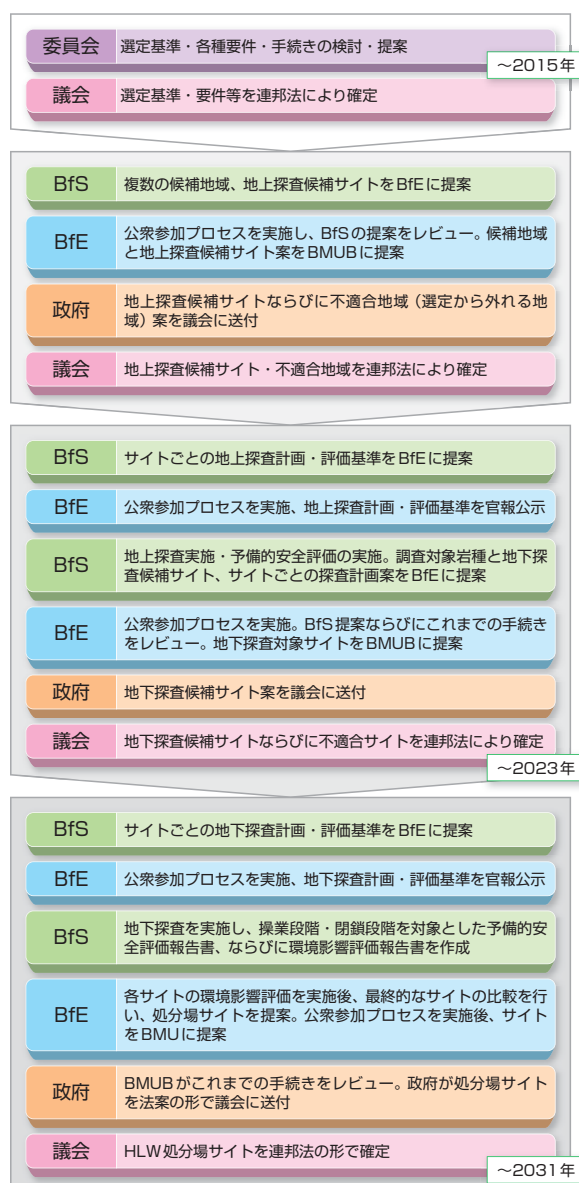 委員会
選定基準・各種要件・手続きの検討・提案
～2015年
議会
選定基準・要件等を連邦法により確定
BfS
複数の候補地域、地上探査候補サイトをBfEに提案
BfE
公衆参加プロセスを実施し、BfSの提案をレビュー。候補地域
と地上探査候補サイト案をBMUBに提案
政府
地上探査候補サイトならびに不適合地域（選定から外れる地
域）案を議会に送付
議会
地上探査候補サイト・不適合地域を連邦法により確定
BfS
サイトごとの地上探査計画・評価基準をBfEに提案
BfE
公衆参加プロセスを実施、地上探査計画・評価基準を官報公示
BfS
地上探査実施・予備的安全評価の実施。調査対象岩種と地下探
査候補サイト、サイトごとの探査計画案をBfEに提案
BfE
公衆参加プロセスを実施。BfS提案ならびにこれまでの手続き
をレビュー。地下探査対象サイトをBMUBに提案
政府
地下探査候補サイト案を議会に送付
議会
地下探査候補サイトならびに不適合サイトを連邦法により確定
～2023年
BfS
サイトごとの地下探査計画・評価基準をBfEに提案
BfE
公衆参加プロセスを実施、地下探査計画・評価基準を官報公示
BfS
地下探査を実施し、操業段階・閉鎖段階を対象とした予備的安
全評価報告書、ならびに環境影響評価報告書を作成
BfE
各サイトの環境影響評価を実施後、最終的なサイトの比較を行
い、処分場サイトを提案。公衆参加プロセスを実施後、サイト
をBMUに提案
政府
BMUBがこれまでの手続きをレビュー。政府が処分場サイト
を法案の形で議会に送付
議会
HLW処分場サイトを連邦法の形で確定
～2031年